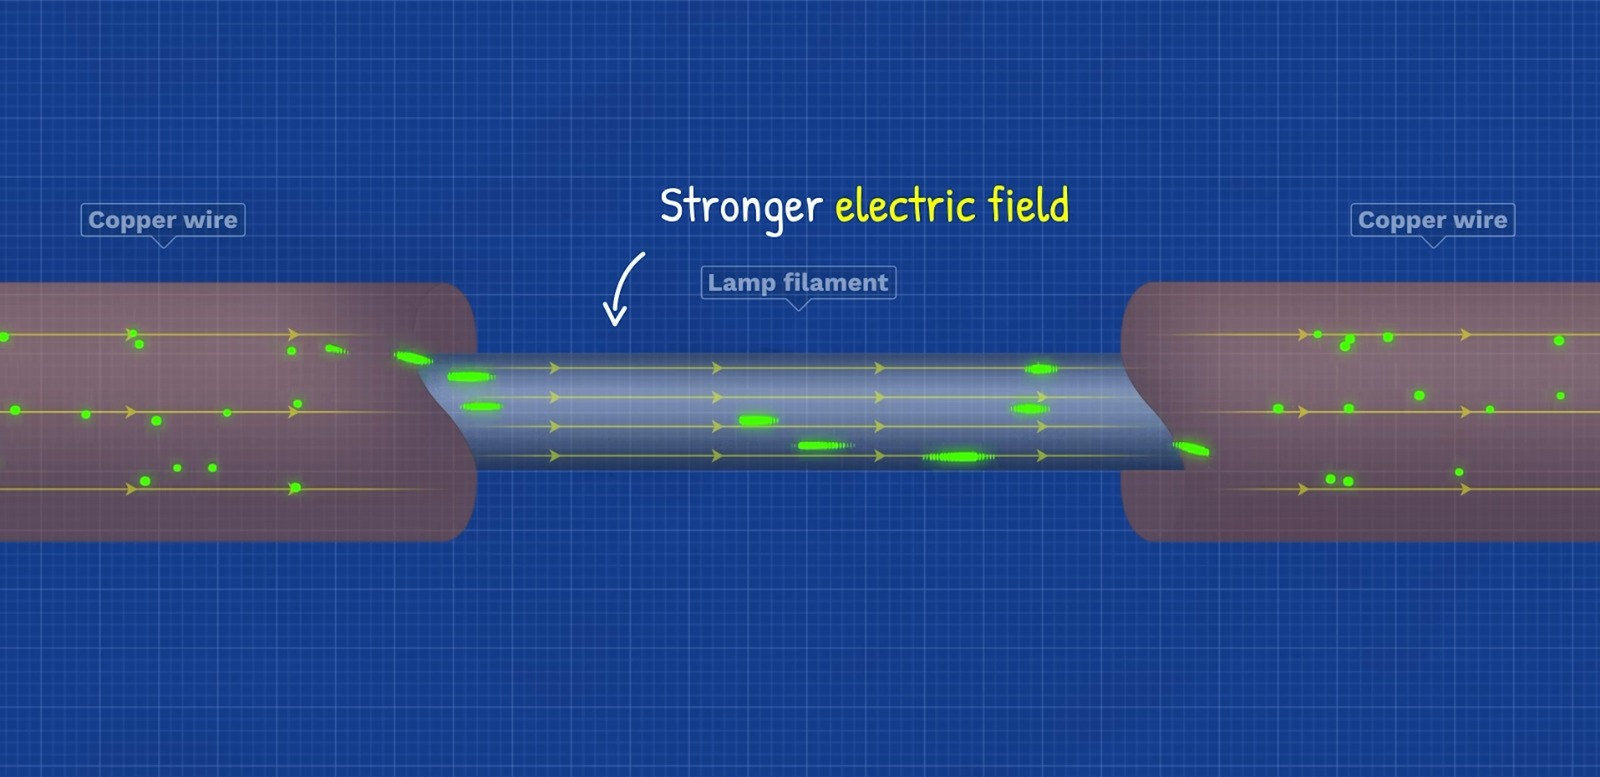 Stronger electric field
Copper wire
Lamp filament
Copper wire